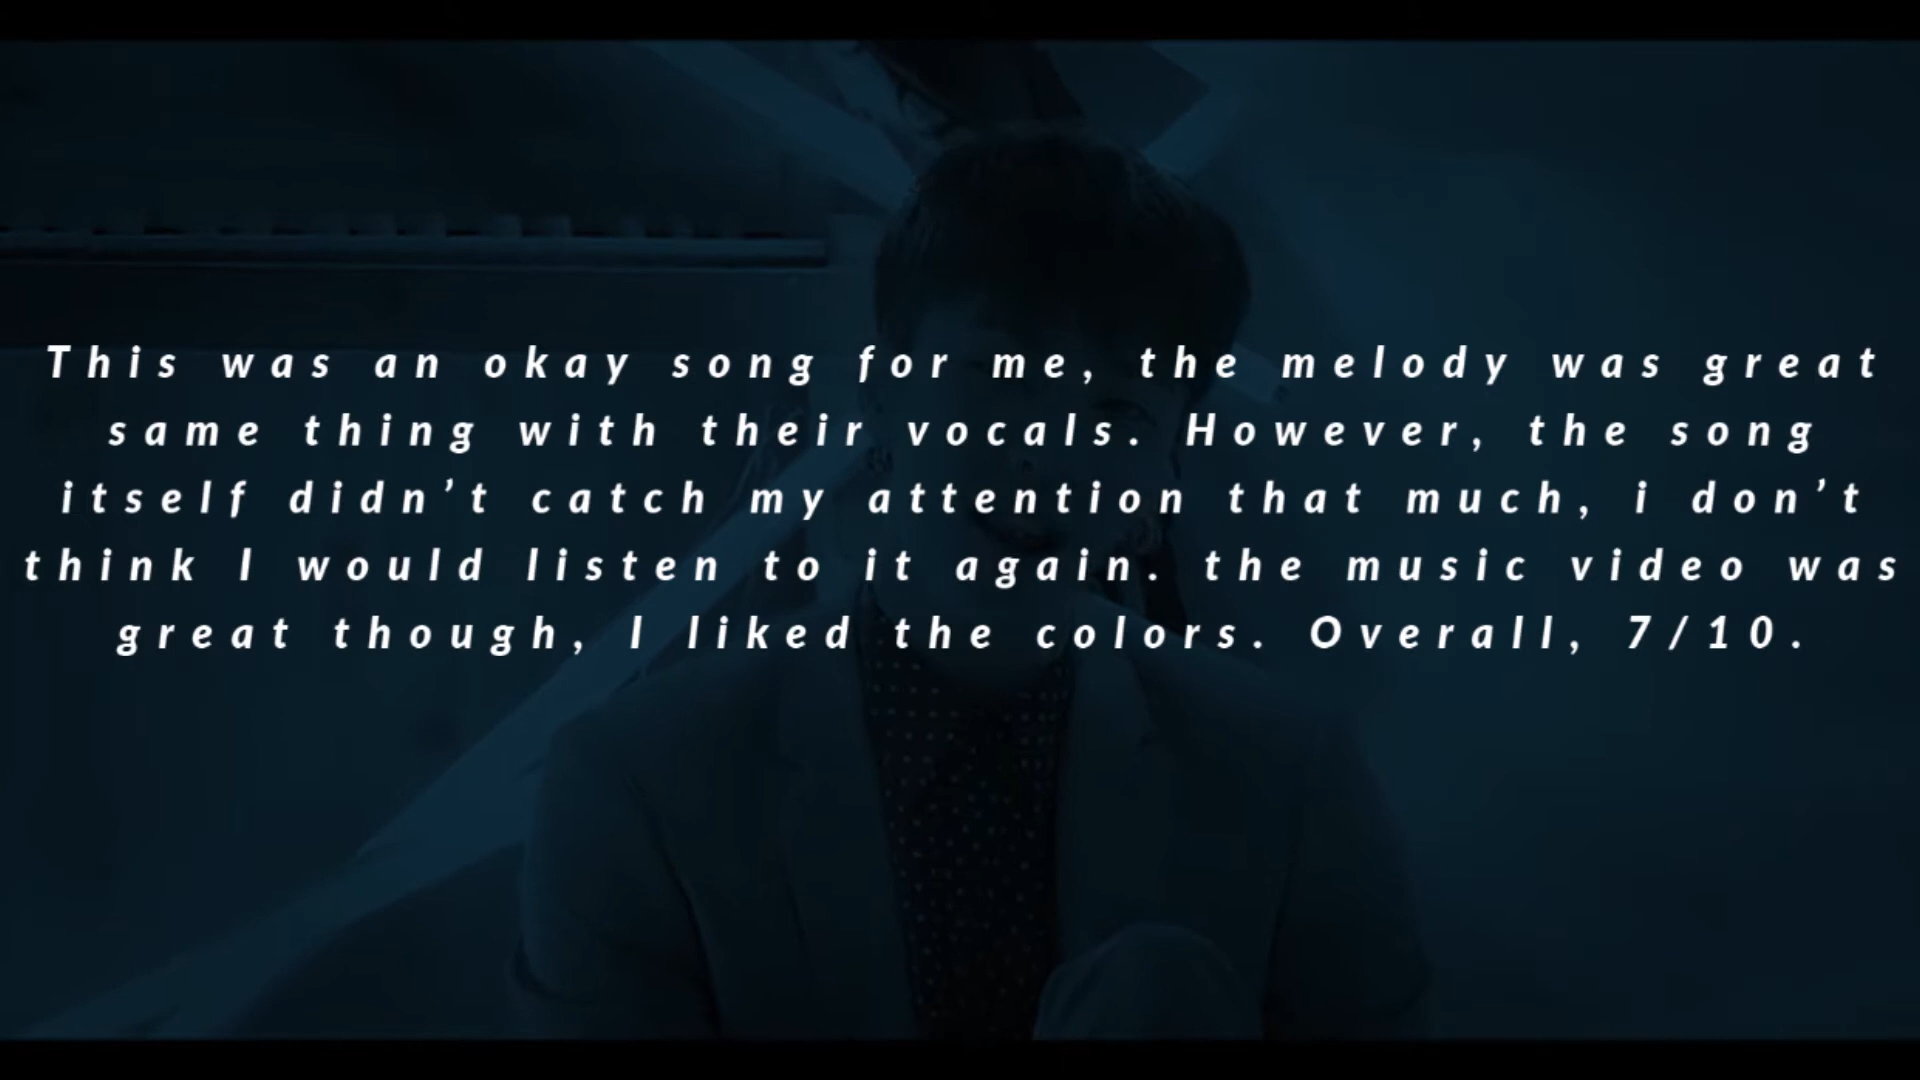 This was an okay song for me, the melody was great
same thing with their vocals. However, the song
itself didn’t catch my attention that much, i don’t
think I would listen to it again. the music video was
great though, I liked the colors. Overall, 7/10.